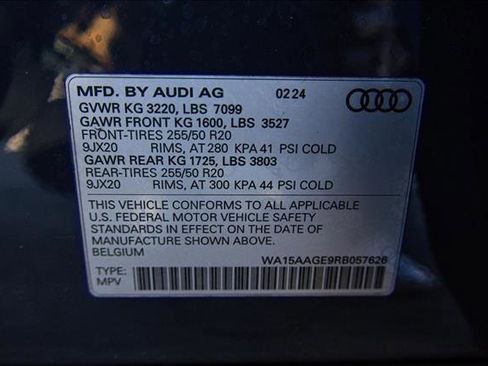 MFD. BY AUDI AG 02 24
GVWR KG 3220, LBS 7099
GAWR FRONT KG 1600, LBS 3527
FRONT-TIRES 255/50 R20
9JX20 RIMS, AT 280 KPA 41 PSI COLD
GAWR REAR KG 1725, LBS 3803
REAR-TIRES 255/50 R20
9JX20 RIMS, AT 300 KPA 44 PSI COLD
THIS VEHICLE CONFORMS TO ALL APPLICABLE
U.S. FEDERAL MOTOR VEHICLE SAFETY
STANDARDS IN EFFECT ON THE DATE OF
MANUFACTURE SHOWN ABOVE.
BELGIUM
WA15AAGE9RB057626
TYPE:
MPV